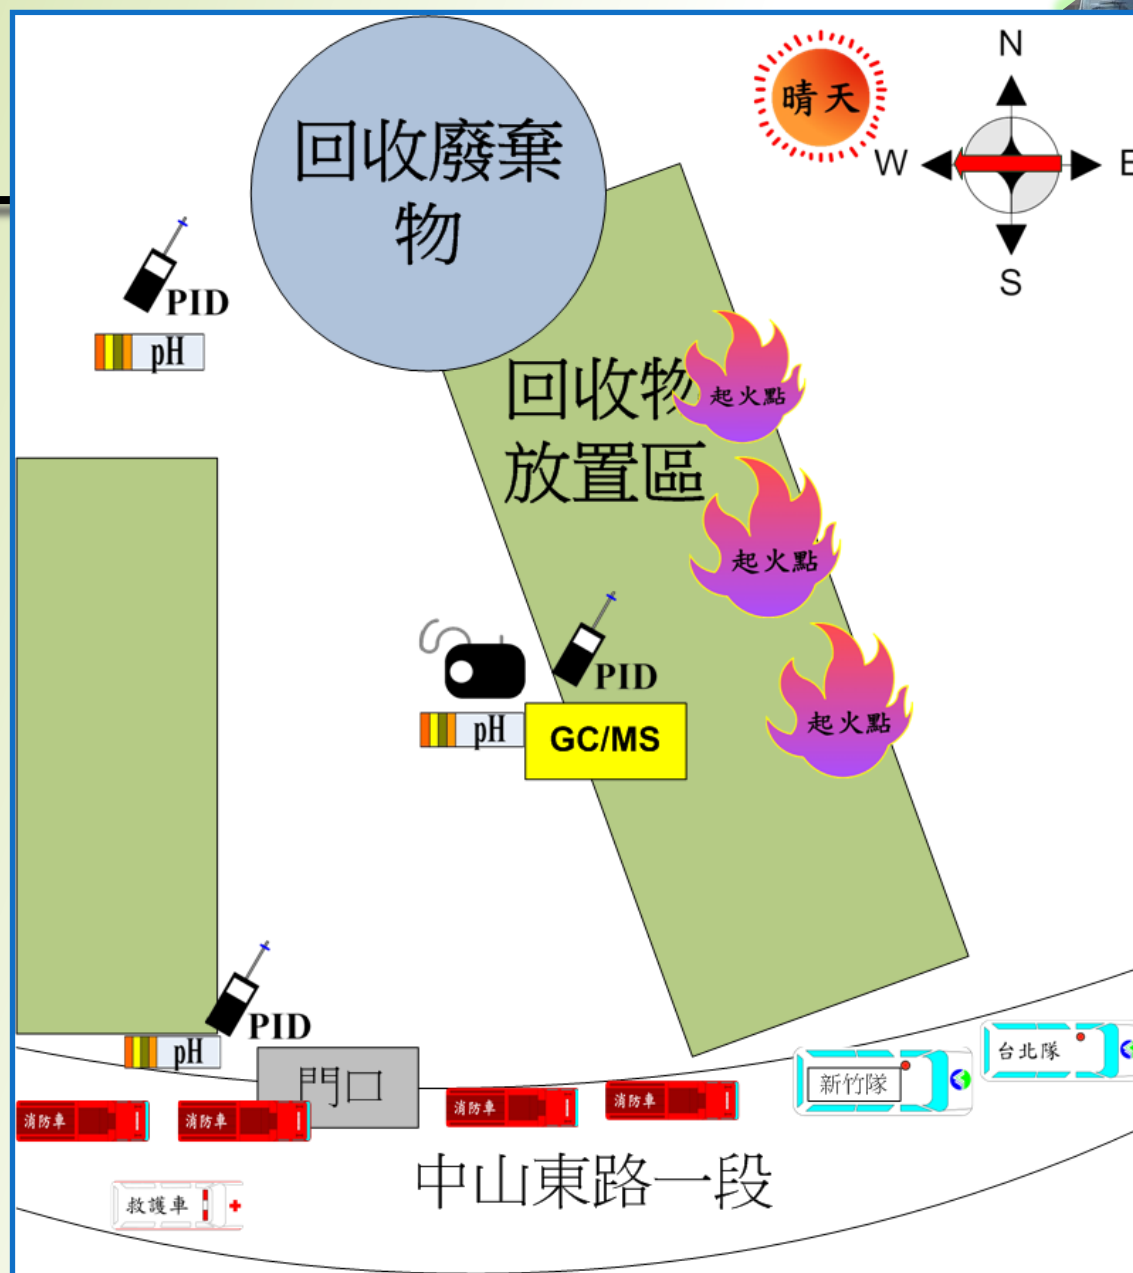 回收廢棄
物
晴天
N
W
E
S
PID
pH
回收物
放置區
起火點
起火點
起火點
PID
pH
GC/MS
PID
pH
門口
台北隊
新竹隊
消防車
消防車
消防車
消防車
中山東路一段
救護車